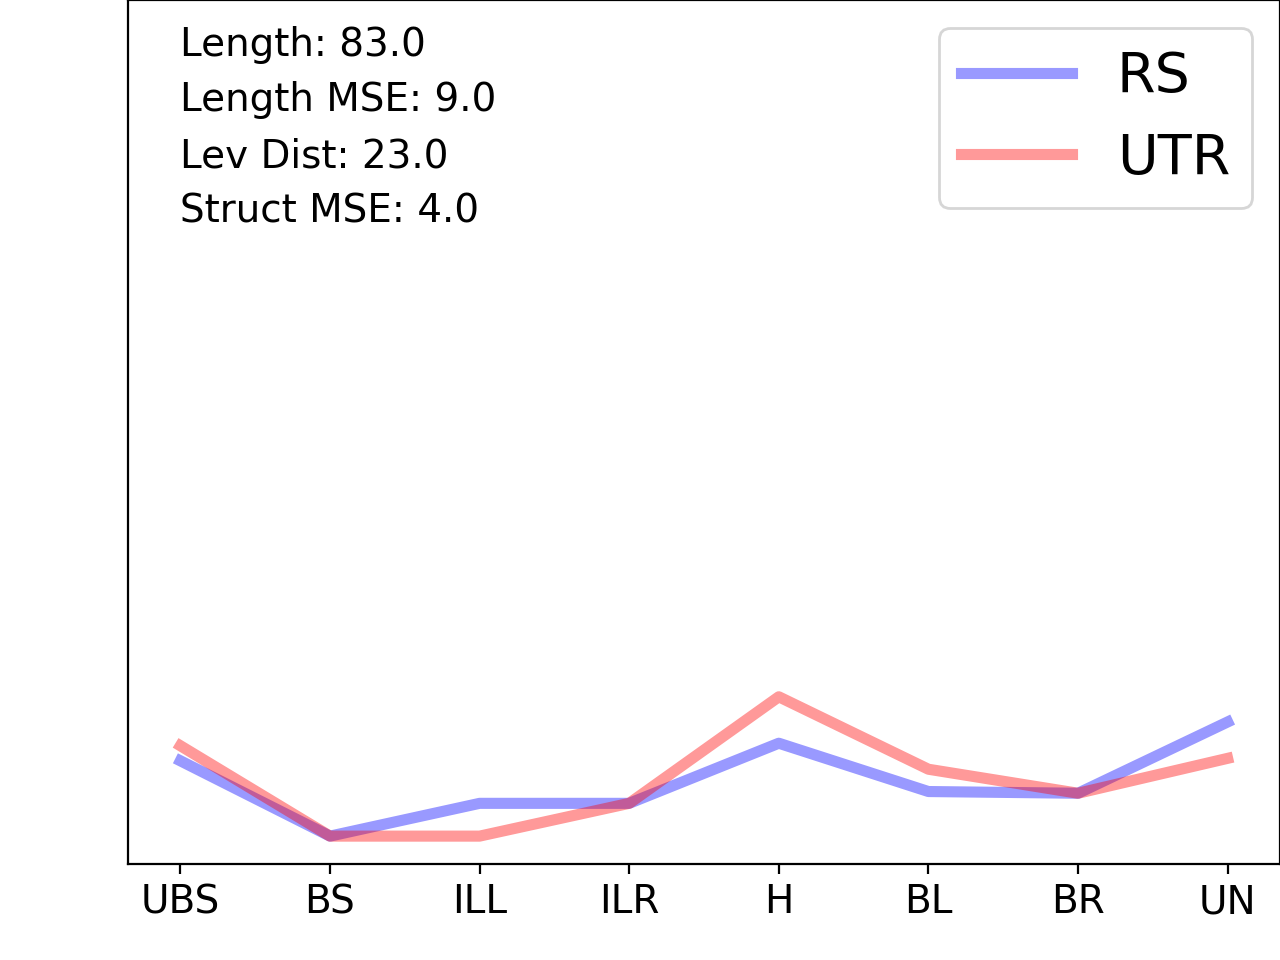 Length: 83.0
Length MSE: 9.0
Lev Dist: 23.0
Struct MSE: 4.0
RS
UTR
UBS BS ILL ILR H BL BR UN